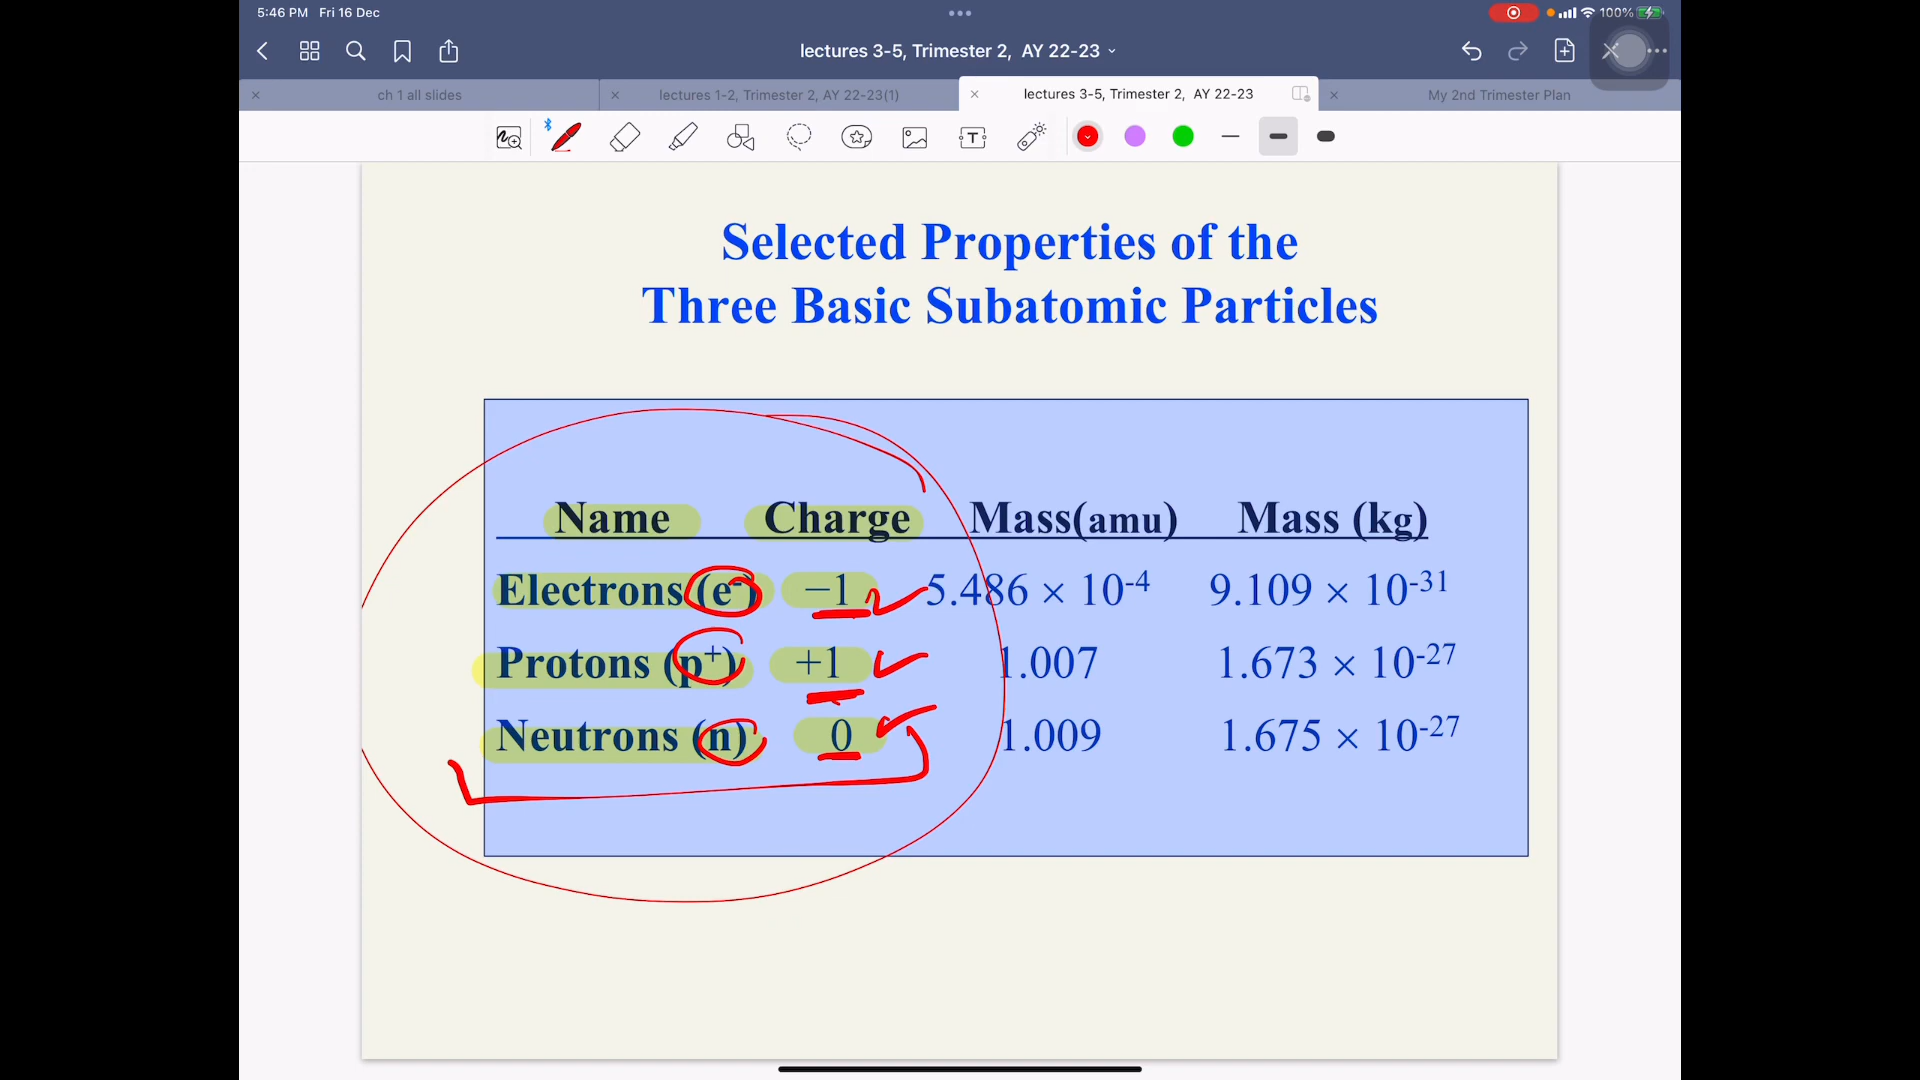 5:46 PM Fri 16 Dec
100%
lectures 3-5, Trimester 2, AY 22-23
ch 1 all slides
lectures 1-2, Trimester 2, AY 22-23(1)
lectures 3-5, Trimester 2, AY 22-23
My 2nd Trimester Plan
Selected Properties of the
Three Basic Subatomic Particles
Name Charge Mass(amu) Mass (kg)
Electrons (e⁻) −1 5.486 × 10⁻⁴ 9.109 × 10⁻³¹
Protons (p⁺) +1 1.007 1.673 × 10⁻²⁷
Neutrons (n) 0 1.009 1.675 × 10⁻²⁷